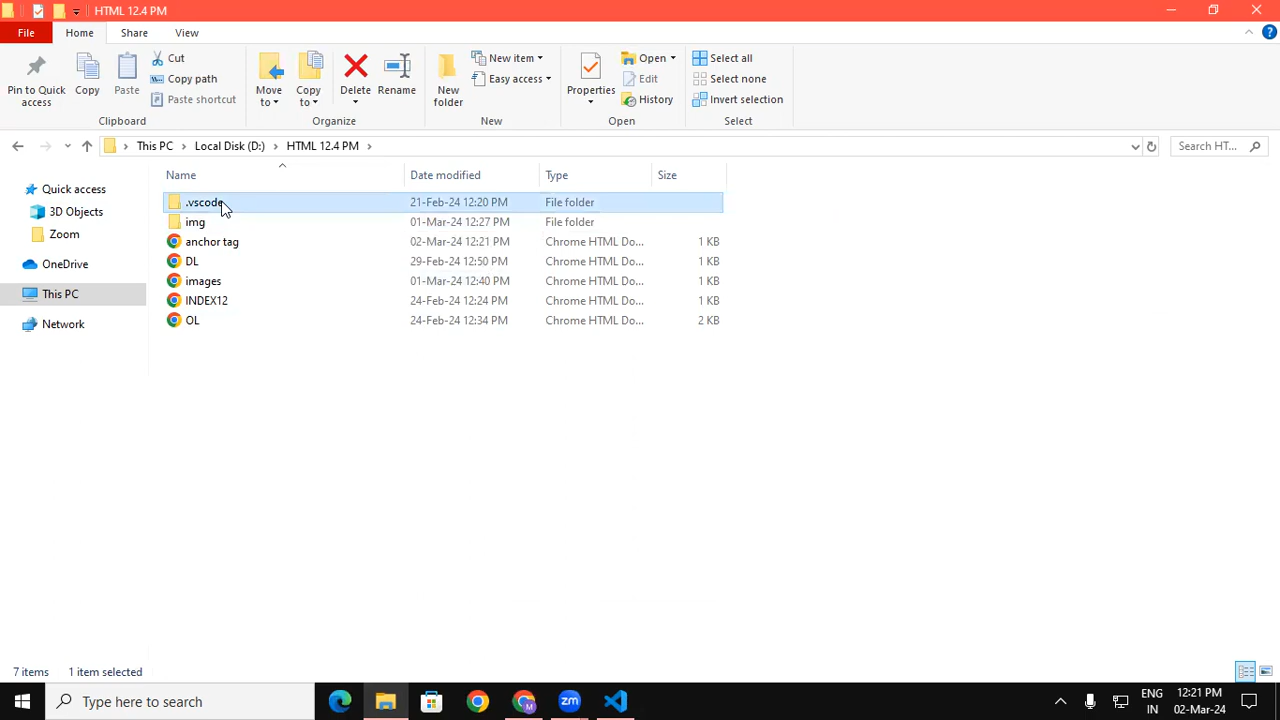 HTML 12.4 PM
File Home Share View
Pin to Quick access
Copy
Paste
Cut
Copy path
Paste shortcut
Clipboard
Move to
Copy to
Delete
Rename
Organize
New folder
New item
Easy access
New
Properties
Open
Edit
History
Open
Select all
Select none
Invert selection
Select
This PC Local Disk (D:) HTML 12.4 PM
Search HT...
Name Date modified Type Size
Quick access
3D Objects
Zoom
OneDrive
This PC
Network
.vscode 21-Feb-24 12:20 PM File folder
img 01-Mar-24 12:27 PM File folder
anchor tag 02-Mar-24 12:21 PM Chrome HTML Do... 1 KB
DL 29-Feb-24 12:50 PM Chrome HTML Do... 1 KB
images 01-Mar-24 12:40 PM Chrome HTML Do... 1 KB
INDEX12 24-Feb-24 12:24 PM Chrome HTML Do... 1 KB
OL 24-Feb-24 12:34 PM Chrome HTML Do... 2 KB
7 items 1 item selected
Type here to search
M
zm
ENG
IN
12:21 PM
02-Mar-24